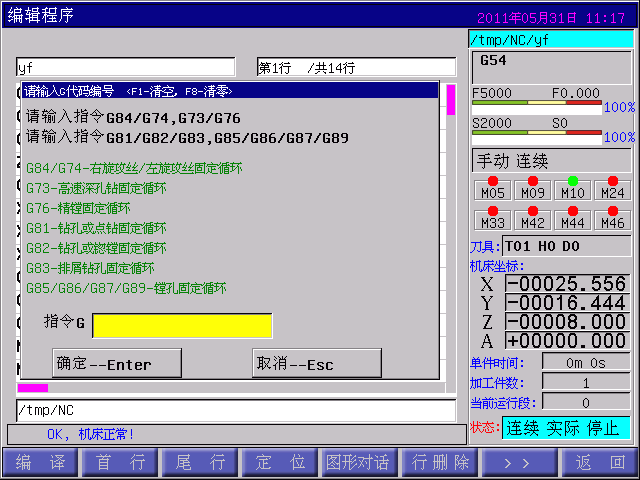 编辑程序
2011年05月31日 11:17
/tmp/NC/yf
yf
第1行 /共14行
G54
请输入G代码编号 <F1-清空, F8-清零>
请输入指令G84/G74,G73/G76
请输入指令G81/G82/G83,G85/G86/G87/G89
G84/G74-右旋攻丝/左旋攻丝固定循环
G73-高速深孔钻固定循环
G76-精镗固定循环
G81-钻孔或点钻固定循环
G82-钻孔或锪镗固定循环
G83-排屑钻孔固定循环
G85/G86/G87/G89-镗孔固定循环
指令G
确定--Enter
取消--Esc
F5000 F0.000
100%
S2000 S0
100%
手动 连续
M05 M09 M10 M24
M33 M42 M44 M46
刀具: T01 H0 D0
机床坐标:
X -00025.556
Y -00016.444
Z -00008.000
A +00000.000
单件时间: 0m 0s
加工件数: 1
当前运行段: 0
状态: 连续 实际 停止
/tmp/NC
OK, 机床正常!
编 译 首 行 尾 行 定 位 图形对话 行 删 除 > > 返 回